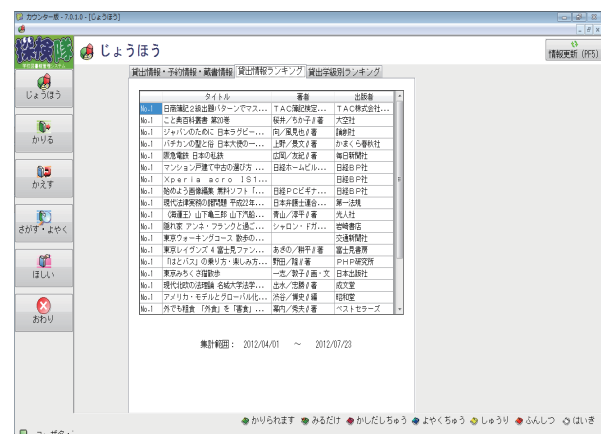 カウンター版 - 7.0.1.0 - [じょうほう]
探検隊
じょうほう
情報更新 (PF5)
じょうほう
かりる
かえす
さがす・よやく
ほしい
おわり
貸出情報・予約情報・蔵書情報 貸出情報ランキング 貸出学級別ランキング
タイトル 著者 出版者
No.1 日商簿記2級出題パターンでマス... TAC簿記検定... TAC株式会社...
No.1 こと典百科叢書 第20巻 桜井/ちか子∥著 大空社
No.1 ジャパンのために 日本ラグビー... 向/風見也∥著 論創社
No.1 バチカンの聖と俗 日本大使の一... 上野/景文∥著 かまくら春秋社
No.1 阪急電鉄 日本の私鉄 広岡/友紀∥著 毎日新聞社
No.1 マンション戸建て中古の選び方 ... 日経ホームビル... 日経BP社
No.1 Xperia acro IS1... 日経BP社
No.1 始めよう画像編集 無料ソフト「... 日経PCビギナ... 日経BP社
No.1 現代法律実務の諸問題 平成22年... 日本弁護士連合... 第一法規
No.1 〈海運王〉山下亀三郎 山下汽船... 青山/淳平∥著 光人社
No.1 隠れ家 アンネ・フランクと過ご... シャロン・ドガ... 岩崎書店
No.1 東京ウォーキングコース 散歩の... 交通新聞社
No.1 東京レイヴンズ 4 富士見ファン... あざの/耕平∥著 富士見書房
No.1 「はとバス」の乗り方・楽しみ方... 野田/隆∥著 PHP研究所
No.1 東京みちくさ猫散歩 一志/敦子∥画・文 日本出版社
No.1 現代北欧の法理論 名城大学法学... 出水/忠勝∥著 成文堂
No.1 アメリカ・モデルとグローバル化... 渋谷/博史∥編 昭和堂
No.1 外でも粗食 「外食」を「養食」... 幕内/秀夫∥著 ベストセラーズ
集計範囲: 2012/04/01 ~ 2012/07/23
かりられます みるだけ かしだしちゅう よやくちゅう しゅうり ふんしつ はいき